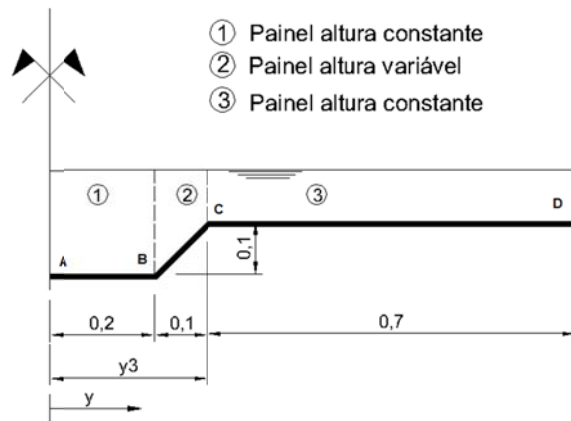 ① Painel altura constante
② Painel altura variável
③ Painel altura constante
① ② ③
C D
A B
0,1
0,2 0,1 0,7
y3
y